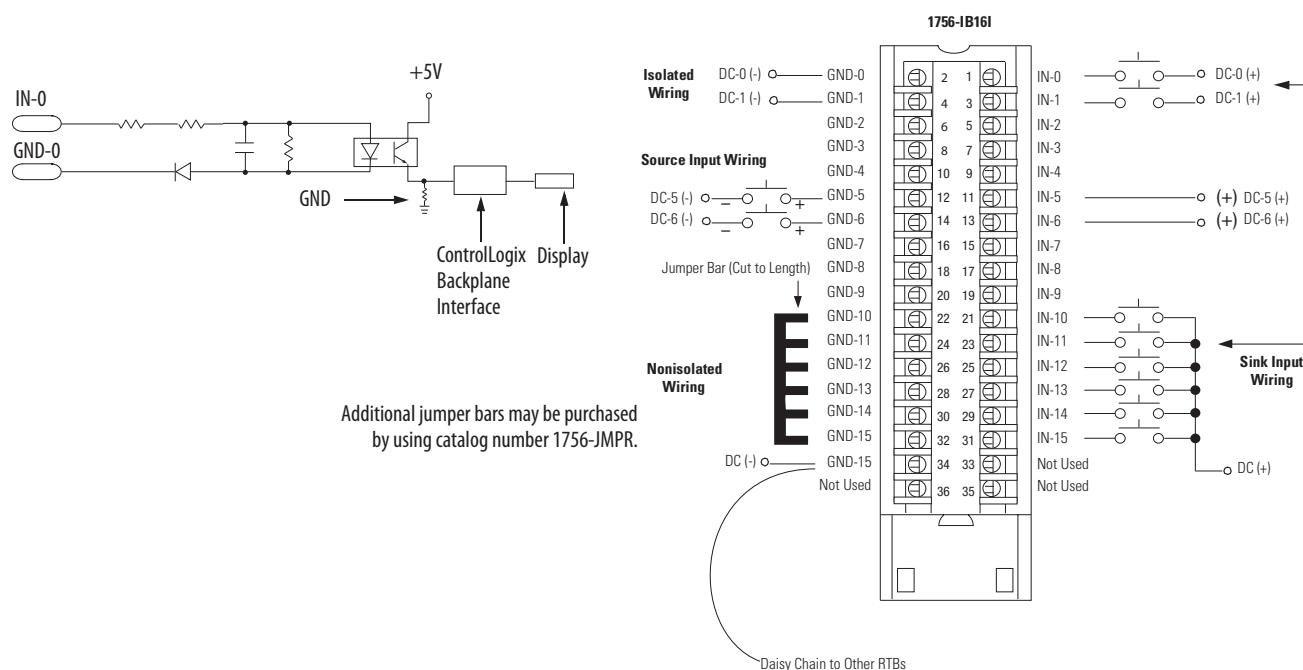 +5V
IN-0
GND-0
GND
ControlLogix
Backplane
Interface
Display
Additional jumper bars may be purchased
by using catalog number 1756-JMPR.
1756-IB16I
Isolated
Wiring
DC-0 (-)
DC-1 (-)
Source Input Wiring
DC-5 (-)
DC-6 (-)
–
+
–
+
Jumper Bar (Cut to Length)
Nonisolated
Wiring
DC (-)
GND-0 2 1 IN-0
GND-1 4 3 IN-1
GND-2 6 5 IN-2
GND-3 8 7 IN-3
GND-4 10 9 IN-4
GND-5 12 11 IN-5
GND-6 14 13 IN-6
GND-7 16 15 IN-7
GND-8 18 17 IN-8
GND-9 20 19 IN-9
GND-10 22 21 IN-10
GND-11 24 23 IN-11
GND-12 26 25 IN-12
GND-13 28 27 IN-13
GND-14 30 29 IN-14
GND-15 32 31 IN-15
GND-15 34 33 Not Used
Not Used 36 35 Not Used
DC-0 (+)
DC-1 (+)
(+) DC-5 (+)
(+) DC-6 (+)
Sink Input
Wiring
DC (+)
Daisy Chain to Other RTBs